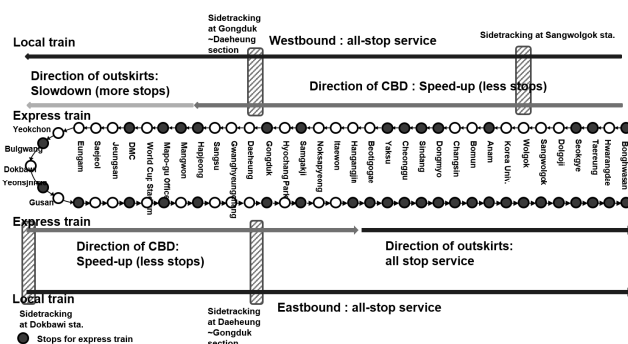 Sidetracking
at Gongduk
~Daeheung
section
Sidetracking at Sangwolgok sta.
Local train
Westbound : all-stop service
Direction of outskirts:
Slowdown (more stops)
Direction of CBD : Speed-up (less stops)
Express train
Yeokchon
Bulgwang
Dokbawi
Yeonsjnn
Gusan
Eungam
Saejeol
Jeungsan
DMC
World Cup Stadium
Mapo-gu Office
Mangwon
Hapjeong
Sangsu
Gwangheungchang
Daeheung
Gongduk
Hyochang Park
Samgakji
Noksapyeong
Itaewon
Hangangjin
Beotigogae
Yaksu
Cheonggu
Sindang
Dongmyo
Changsin
Bomun
Anam
Korea Univ.
Wolgok
Sangwolgok
Dolgoji
Seokgye
Taereung
Hwarangdae
Bonghwasan
Express train
Direction of CBD:
Speed-up (less stops)
Direction of outskirts:
all stop service
Local train
Eastbound : all-stop service
Sidetracking
at Dokbawi sta.
Sidetracking
at Daeheung
~Gongduk
section
Stops for express train